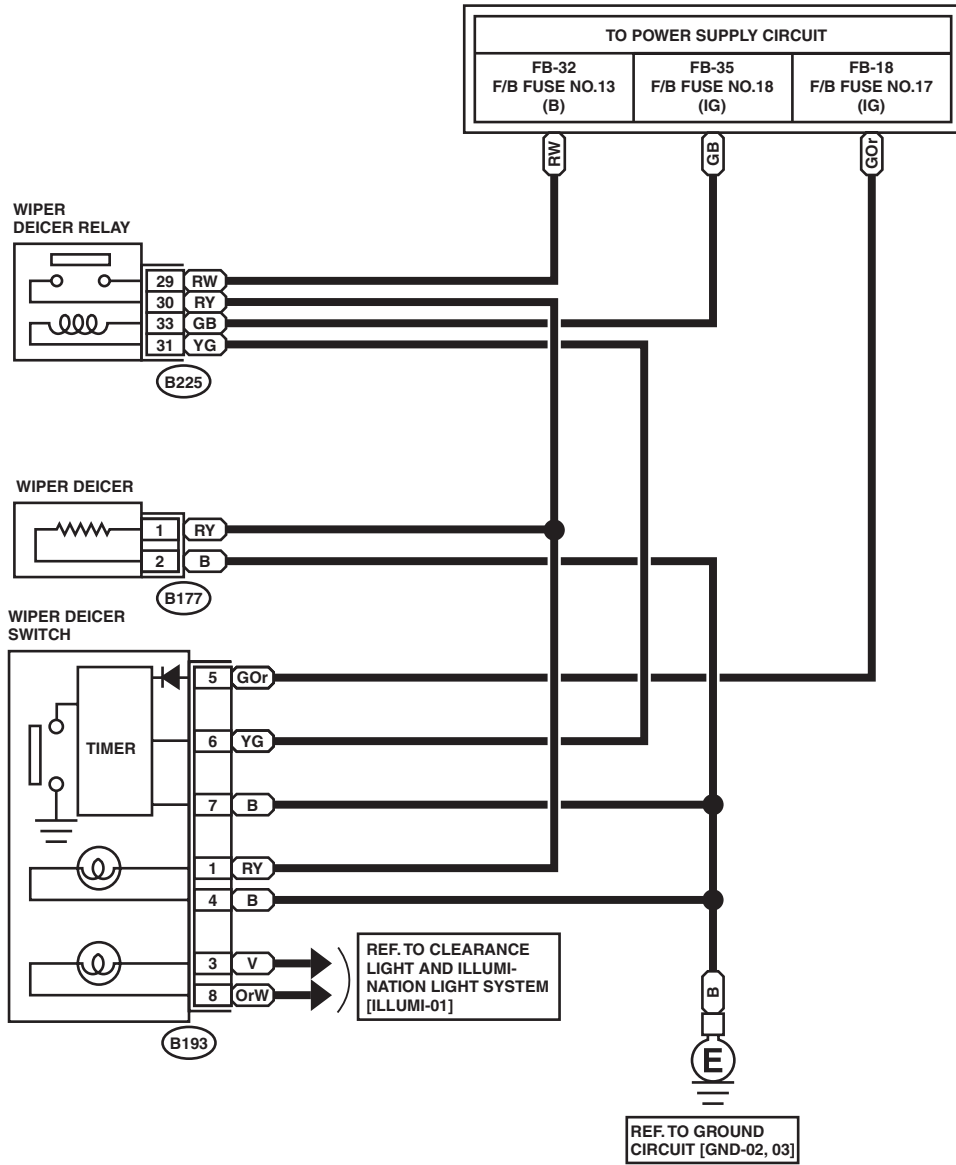 TO POWER SUPPLY CIRCUIT
FB-32
F/B FUSE NO.13
(B)
FB-35
F/B FUSE NO.18
(IG)
FB-18
F/B FUSE NO.17
(IG)
RW
GB
GOr
WIPER
DEICER RELAY
29 RW
30 RY
33 GB
31 YG
B225
WIPER DEICER
1 RY
2 B
B177
WIPER DEICER
SWITCH
TIMER
5 GOr
6 YG
7 B
1 RY
4 B
3 V
8 OrW
B193
REF. TO CLEARANCE
LIGHT AND ILLUMI-
NATION LIGHT SYSTEM
[ILLUMI-01]
B
E
REF. TO GROUND
CIRCUIT [GND-02, 03]